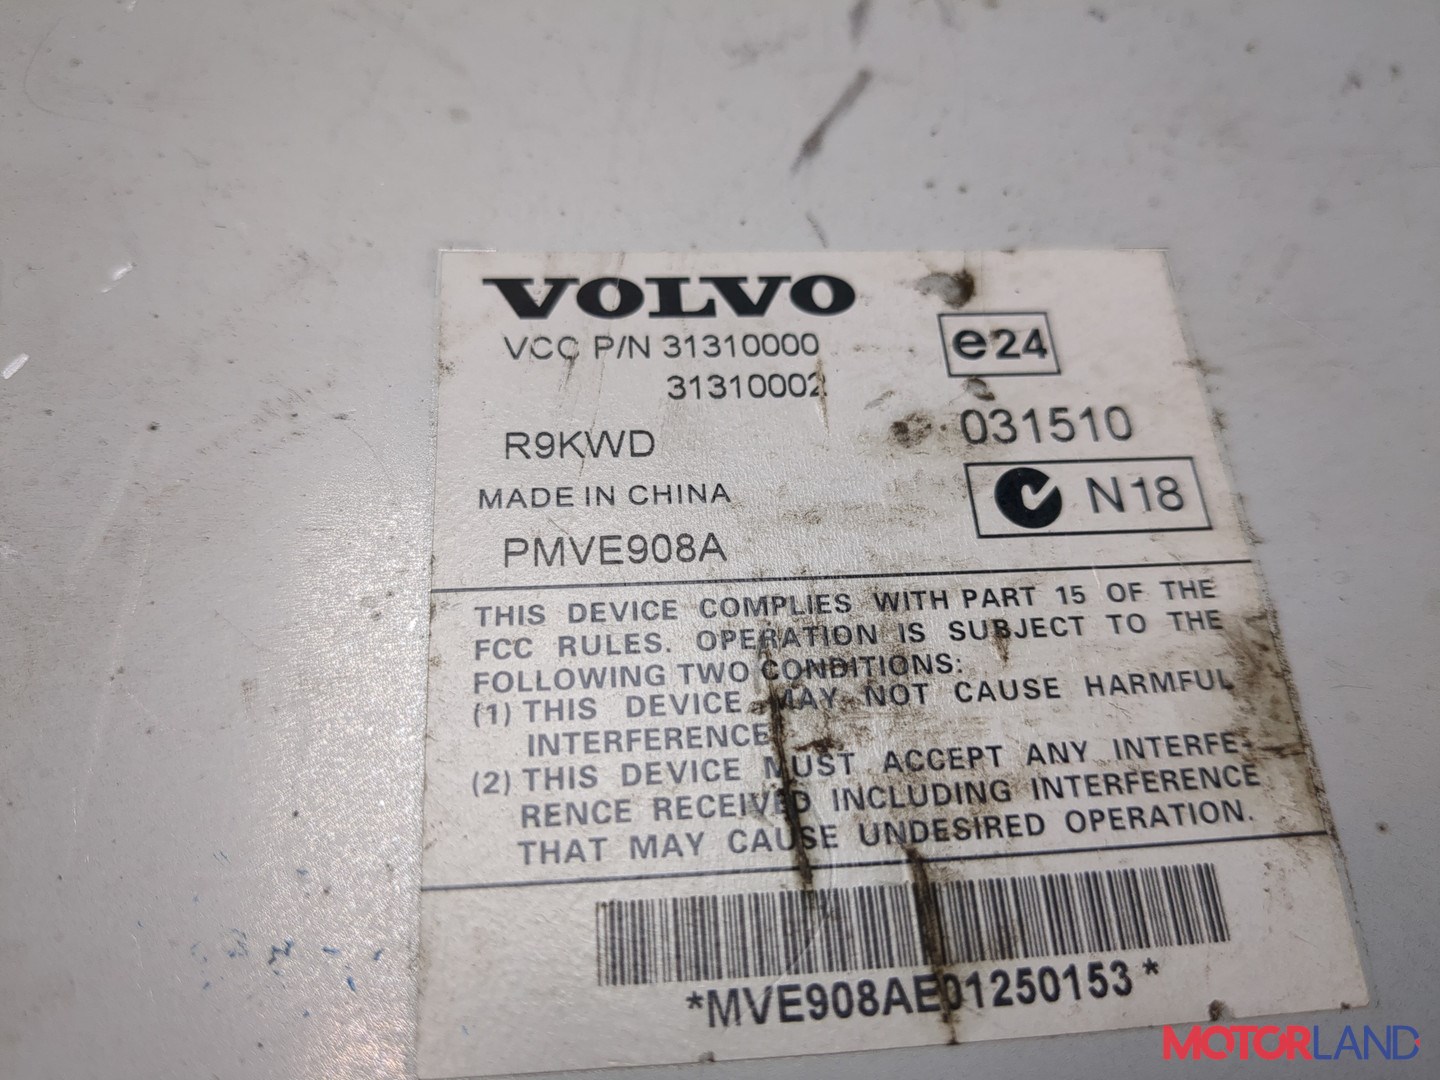 VOLVO
VCC P/N 31310000
31310002
e24
031510
R9KWD
N18
MADE IN CHINA
PMVE908A
THIS DEVICE COMPLIES WITH PART 15 OF THE
FCC RULES. OPERATION IS SUBJECT TO THE
FOLLOWING TWO CONDITIONS:
(1) THIS DEVICE MAY NOT CAUSE HARMFUL
INTERFERENCE
(2) THIS DEVICE MUST ACCEPT ANY INTERFE-
RENCE RECEIVED INCLUDING INTERFERENCE
THAT MAY CAUSE UNDESIRED OPERATION.
*MVE908AE01250153*
MOTORLAND